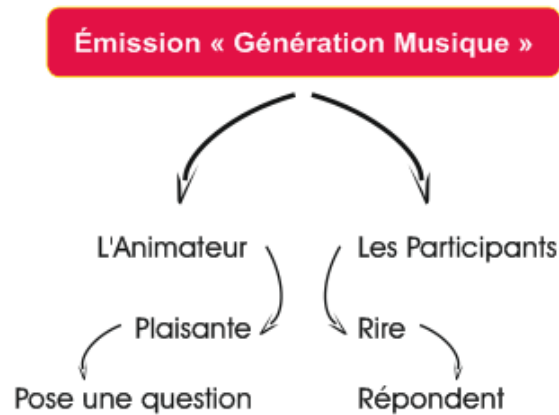 Émission « Génération Musique »
L'Animateur
Les Participants
Plaisante
Rire
Pose une question
Répondent